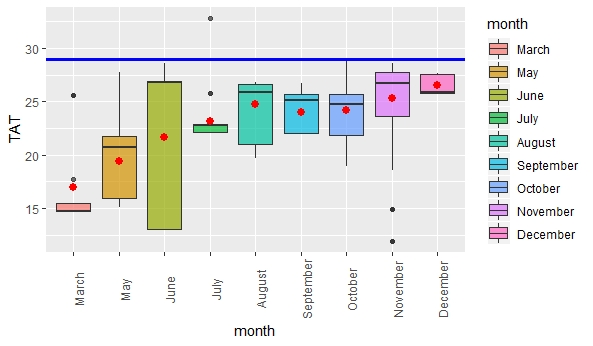 TAT
30
25
20
15
March
May
June
July
August
September
October
November
December
month
month
March
May
June
July
August
September
October
November
December